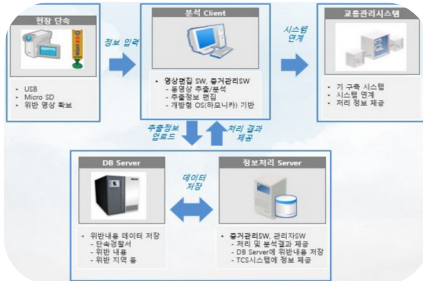 현장 단속
• USB
• Micro SD
• 위반 영상 확보
정보 입력
분석 Client
• 영상편집 SW, 증거관리SW
- 동영상 추출/분석
- 추출정보 편집
- 개방형 OS(하모니카) 기반
시스템
연계
교통관리시스템
• 기 구축 시스템
• 시스템 연계
• 처리 정보 제공
추출정보
업로드
처리 결과
제공
DB Server
• 위반내용 데이터 저장
- 단속경찰서
- 위반 내용
- 위반 지역 등
데이터
저장
정보처리 Server
• 증거관리SW, 관리자SW
- 처리 및 분석결과 제공
- DB Server에 위반내용 저장
- TCS시스템에 정보 제공